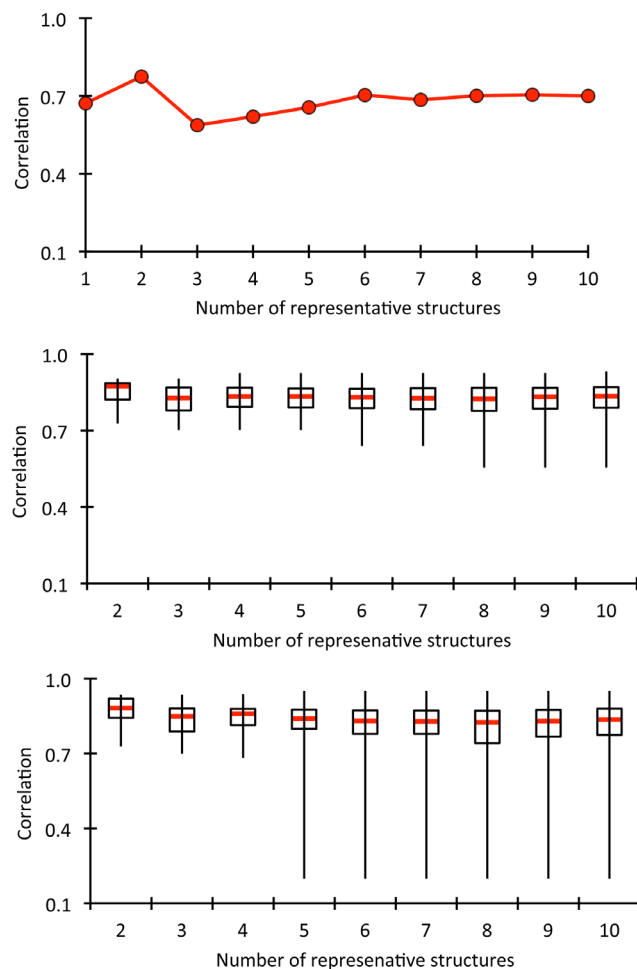 1.0
0.7
0.4
0.1
Correlation
1 2 3 4 5 6 7 8 9 10
Number of representative structures
1.0
0.7
0.4
0.1
Correlation
2 3 4 5 6 7 8 9 10
Number of represenative structures
1.0
0.7
0.4
0.1
Correlation
2 3 4 5 6 7 8 9 10
Number of represenative structures